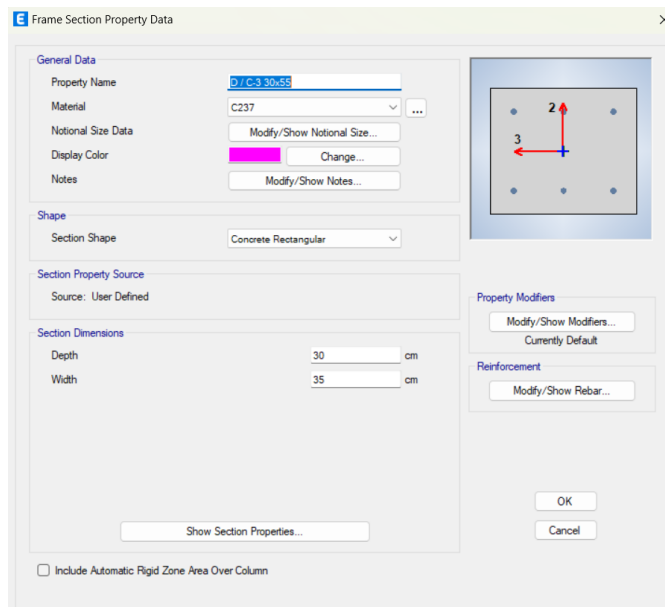 E Frame Section Property Data
General Data
Property Name D / C-3 30x55
Material C237 ...
Notional Size Data Modify/Show Notional Size...
Display Color Change...
Notes Modify/Show Notes...
Shape
Section Shape Concrete Rectangular
Section Property Source
Source: User Defined
Section Dimensions
Depth 30 cm
Width 35 cm
Show Section Properties...
Include Automatic Rigid Zone Area Over Column
2
3
Property Modifiers
Modify/Show Modifiers...
Currently Default
Reinforcement
Modify/Show Rebar...
OK
Cancel